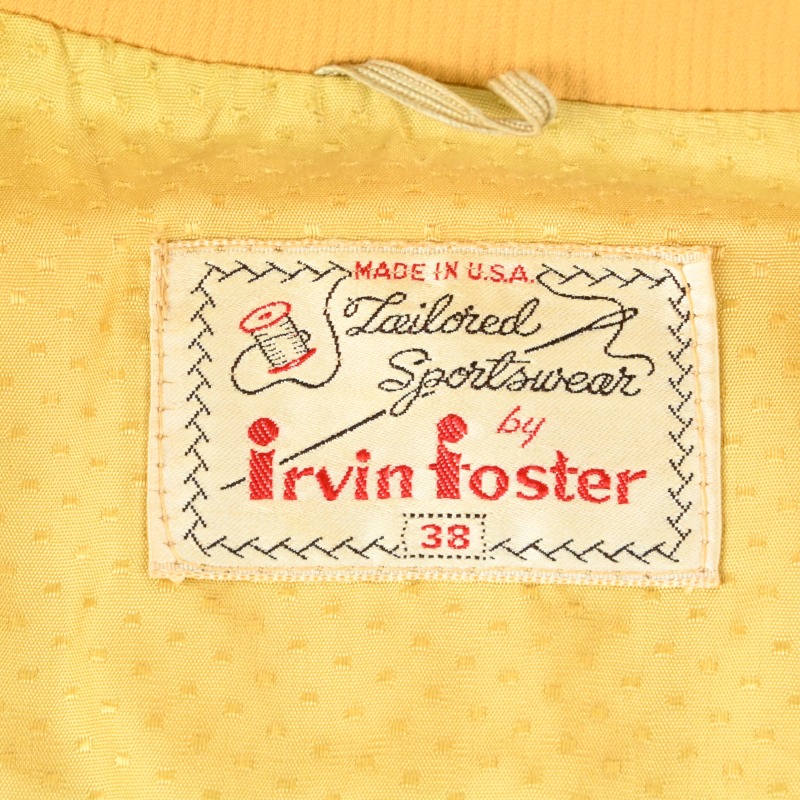 MADE IN U.S.A.
Tailored
Sportswear
by
irvin foster
38